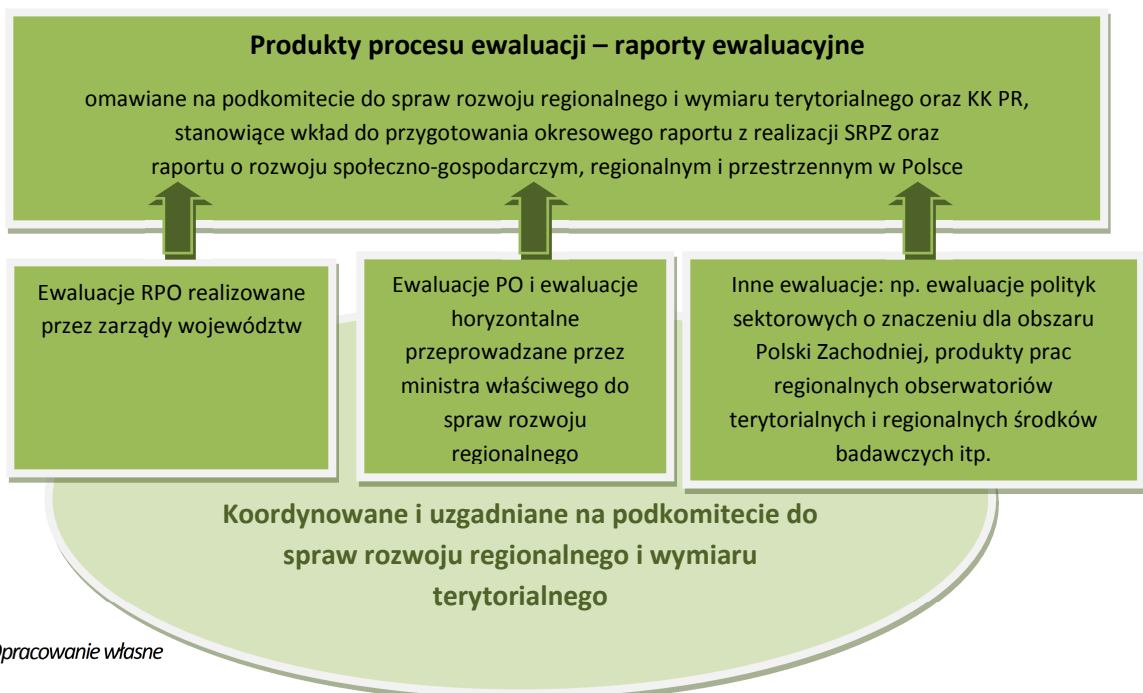 Produkty procesu ewaluacji – raporty ewaluacyjne
omawiane na podkomitecie do spraw rozwoju regionalnego i wymiaru terytorialnego oraz KK PR,
stanowiące wkład do przygotowania okresowego raportu z realizacji SRPZ oraz
raportu o rozwoju społeczno-gospodarczym, regionalnym i przestrzennym w Polsce
Ewaluacje RPO realizowane
przez zarządy województw
Ewaluacje PO i ewaluacje
horyzontalne
przeprowadzane przez
ministra właściwego do
spraw rozwoju
regionalnego
Inne ewaluacje: np. ewaluacje polityk
sektorowych o znaczeniu dla obszaru
Polski Zachodniej, produkty prac
regionalnych obserwatoriów
terytorialnych i regionalnych środków
badawczych itp.
Koordynowane i uzgadniane na podkomitecie do
spraw rozwoju regionalnego i wymiaru
terytorialnego
Opracowanie własne